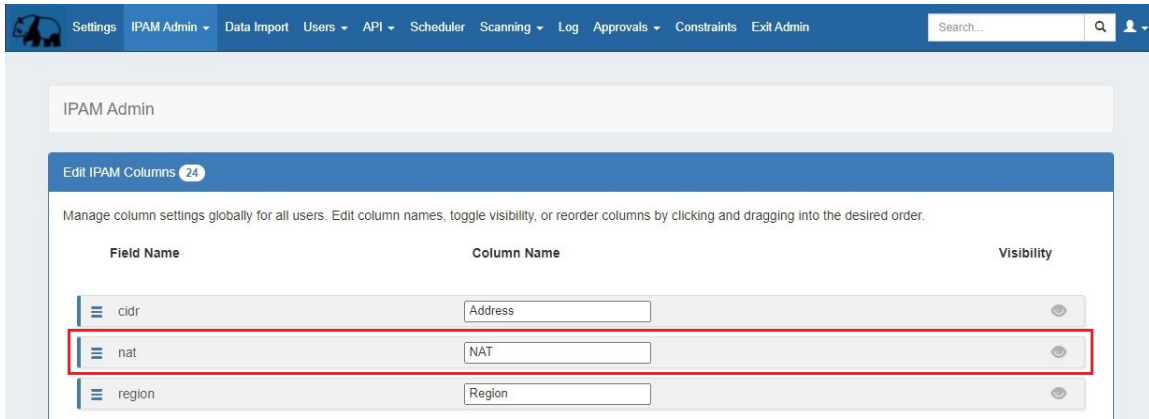 Settings IPAM Admin Data Import Users API Scheduler Scanning Log Approvals Constraints Exit Admin Search...
IPAM Admin
Edit IPAM Columns 24
Manage column settings globally for all users. Edit column names, toggle visibility, or reorder columns by clicking and dragging into the desired order.
Field Name Column Name Visibility
cidr Address
nat NAT
region Region